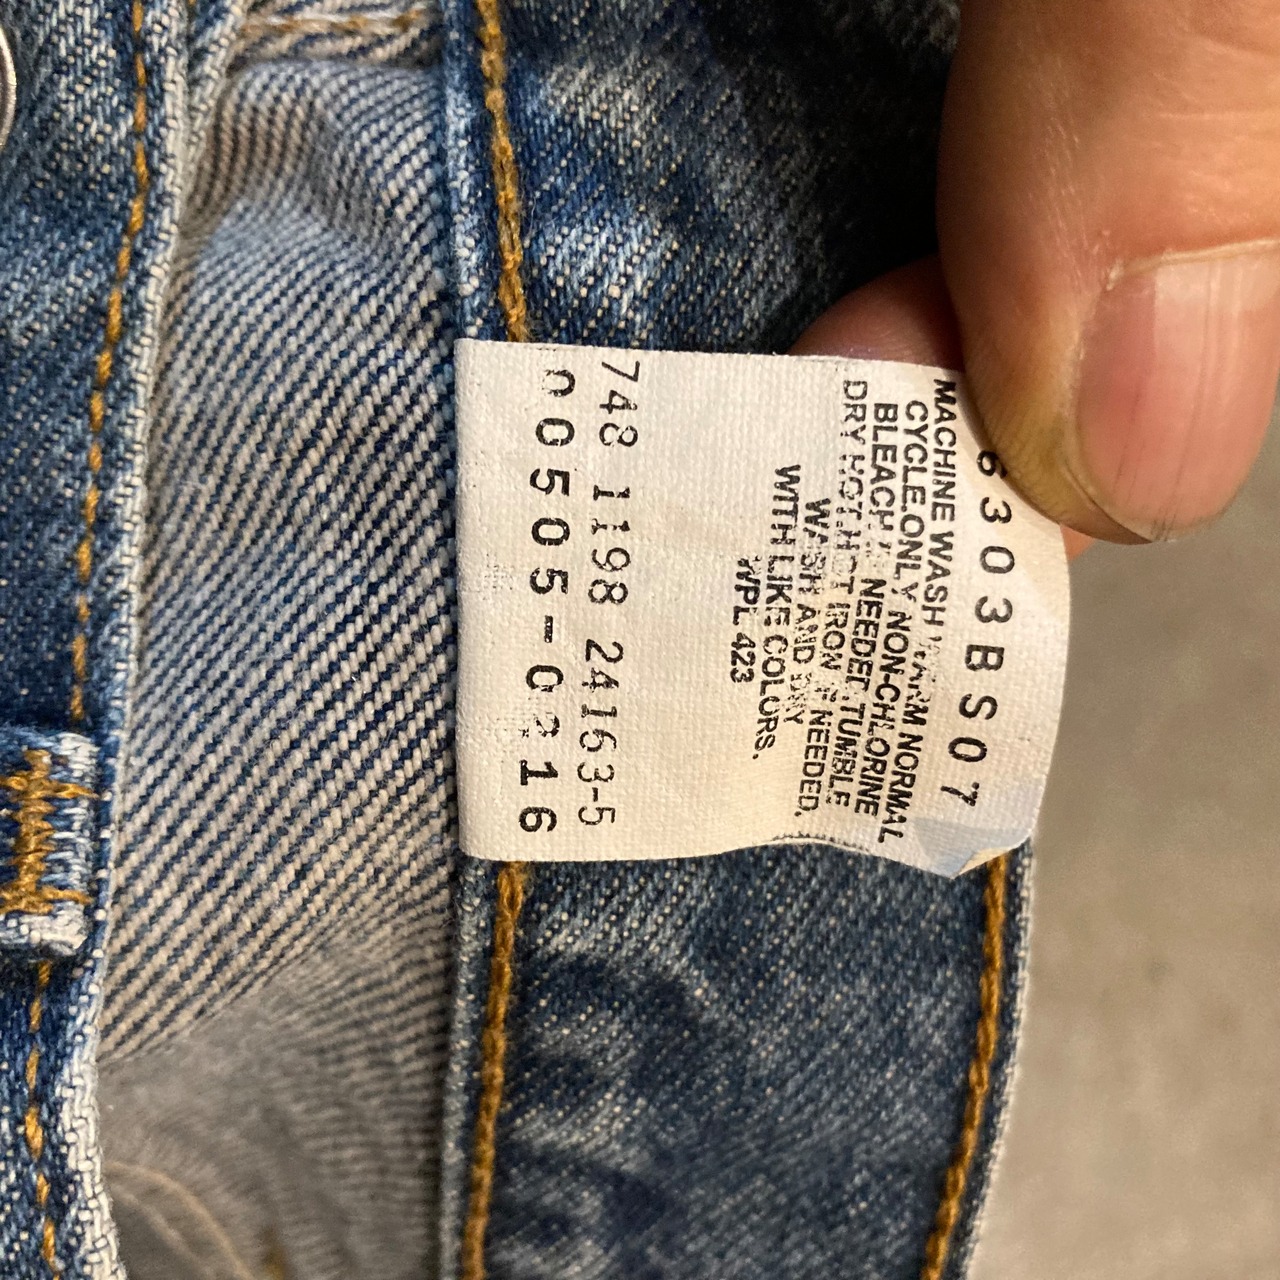 6303BS07
MACHINE WASH WARM NORMAL
CYCLE.ONLY NON-CHLORINE
BLEACH IF NEEDED.TUMBLE
DRY HOT.HOT IRON IF NEEDED.
WASH AND DRY
WITH LIKE COLORS.
WPL 423
748 1198 24163-5
00505-0216